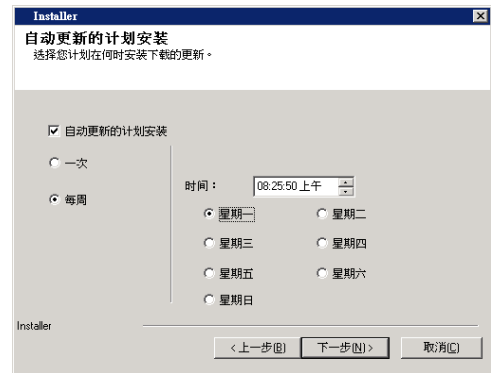 Installer
自动更新的计划安装
选择您计划在何时安装下载的更新。
自动更新的计划安装
一次
每周
时间：
08:25:50 上午
星期一
星期二
星期三
星期四
星期五
星期六
星期日
Installer
< 上一步(B)
下一步(N) >
取消(C)